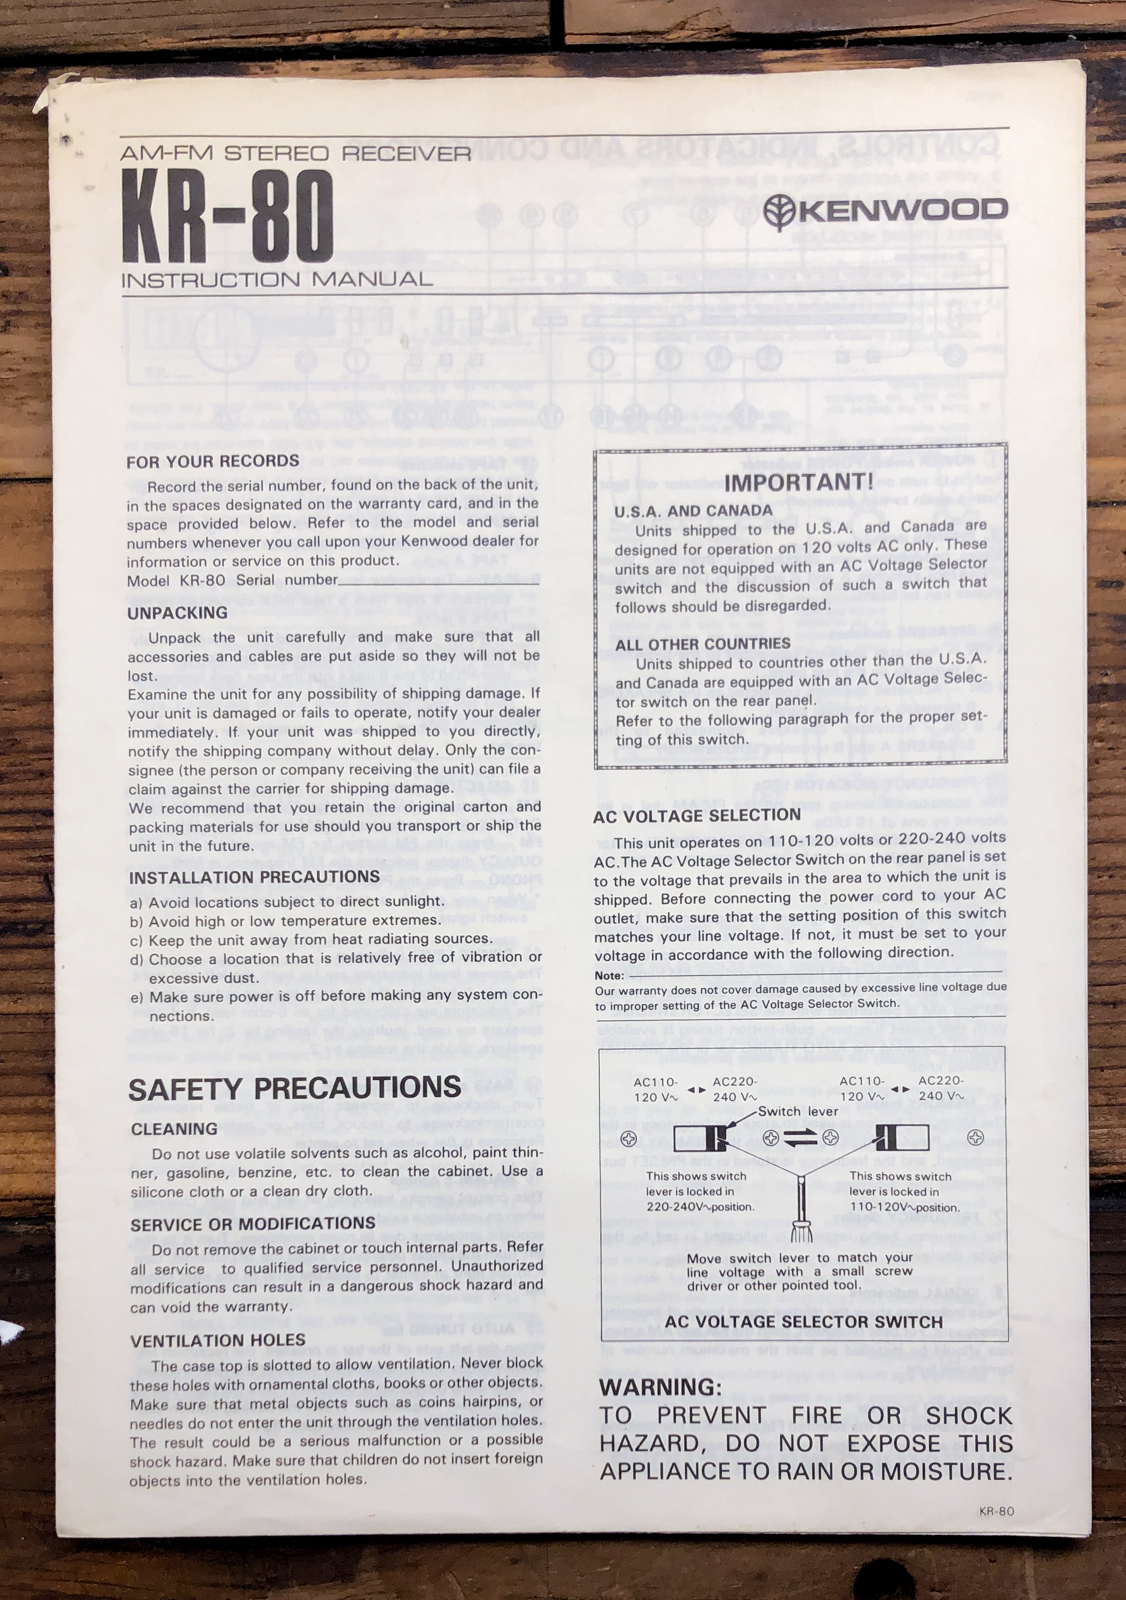 AM-FM STEREO RECEIVER
KR-80
INSTRUCTION MANUAL
KENWOOD
FOR YOUR RECORDS
Record the serial number, found on the back of the unit,
in the spaces designated on the warranty card, and in the
space provided below. Refer to the model and serial
numbers whenever you call upon your Kenwood dealer for
information or service on this product.
Model KR-80 Serial number
UNPACKING
Unpack the unit carefully and make sure that all
accessories and cables are put aside so they will not be
lost.
Examine the unit for any possibility of shipping damage. If
your unit is damaged or fails to operate, notify your dealer
immediately. If your unit was shipped to you directly,
notify the shipping company without delay. Only the con-
signee (the person or company receiving the unit) can file a
claim against the carrier for shipping damage.
We recommend that you retain the original carton and
packing materials for use should you transport or ship the
unit in the future.
INSTALLATION PRECAUTIONS
a) Avoid locations subject to direct sunlight.
b) Avoid high or low temperature extremes.
c) Keep the unit away from heat radiating sources.
d) Choose a location that is relatively free of vibration or
excessive dust.
e) Make sure power is off before making any system con-
nections.
SAFETY PRECAUTIONS
CLEANING
Do not use volatile solvents such as alcohol, paint thin-
ner, gasoline, benzine, etc. to clean the cabinet. Use a
silicone cloth or a clean dry cloth.
SERVICE OR MODIFICATIONS
Do not remove the cabinet or touch internal parts. Refer
all service to qualified service personnel. Unauthorized
modifications can result in a dangerous shock hazard and
can void the warranty.
VENTILATION HOLES
The case top is slotted to allow ventilation. Never block
these holes with ornamental cloths, books or other objects.
Make sure that metal objects such as coins hairpins, or
needles do not enter the unit through the ventilation holes.
The result could be a serious malfunction or a possible
shock hazard. Make sure that children do not insert foreign
objects into the ventilation holes.
IMPORTANT!
U.S.A. AND CANADA
Units shipped to the U.S.A. and Canada are
designed for operation on 120 volts AC only. These
units are not equipped with an AC Voltage Selector
switch and the discussion of such a switch that
follows should be disregarded.
ALL OTHER COUNTRIES
Units shipped to countries other than the U.S.A.
and Canada are equipped with an AC Voltage Selec-
tor switch on the rear panel.
Refer to the following paragraph for the proper set-
ting of this switch.
AC VOLTAGE SELECTION
This unit operates on 110-120 volts or 220-240 volts
AC.The AC Voltage Selector Switch on the rear panel is set
to the voltage that prevails in the area to which the unit is
shipped. Before connecting the power cord to your AC
outlet, make sure that the setting position of this switch
matches your line voltage. If not, it must be set to your
voltage in accordance with the following direction.
Note:
Our warranty does not cover damage caused by excessive line voltage due
to improper setting of the AC Voltage Selector Switch.
AC110- ◄► AC220- AC110- ◄► AC220-
120 V~ 240 V~ 120 V~ 240 V~
Switch lever
This shows switch This shows switch
lever is locked in lever is locked in
220-240V~position. 110-120V~position.
Move switch lever to match your
line voltage with a small screw
driver or other pointed tool.
AC VOLTAGE SELECTOR SWITCH
WARNING:
TO PREVENT FIRE OR SHOCK
HAZARD, DO NOT EXPOSE THIS
APPLIANCE TO RAIN OR MOISTURE.
KR-80